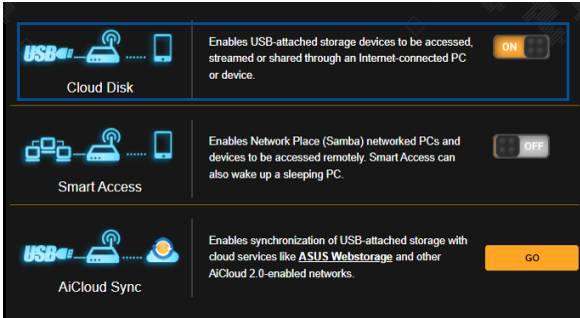 Enables USB-attached storage devices to be accessed,
USB
streamed or shared through an Internet-connected PC
ON
or device.
Cloud Disk
Enables Network Place (Samba) networked PCs and
devices to be accessed remotely. Smart Access can
OFF
also wake up a sleeping PC.
Smart Access
Enables synchronization of USB-attached storage with
USB
cloud services like ASUS Webstorage and other
GO
AiCloud 2.0-enabled networks.
AiCloud Sync